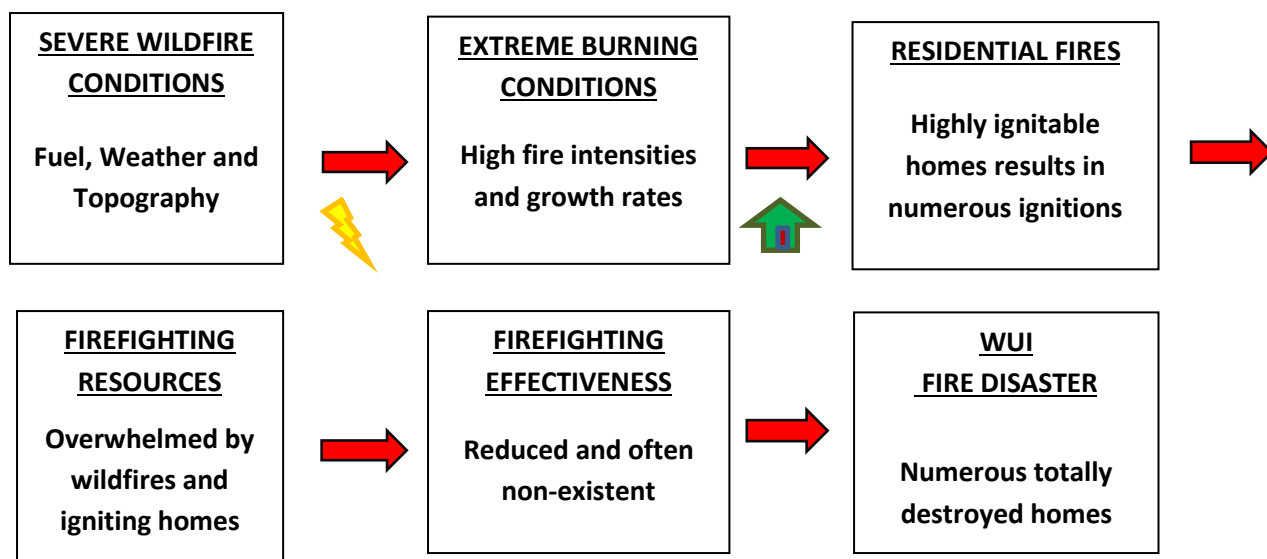 SEVERE WILDFIRE
CONDITIONS
Fuel, Weather and
Topography
EXTREME BURNING
CONDITIONS
High fire intensities
and growth rates
RESIDENTIAL FIRES
Highly ignitable
homes results in
numerous ignitions
FIREFIGHTING
RESOURCES
Overwhelmed by
wildfires and
igniting homes
FIREFIGHTING
EFFECTIVENESS
Reduced and often
non-existent
WUI
FIRE DISASTER
Numerous totally
destroyed homes